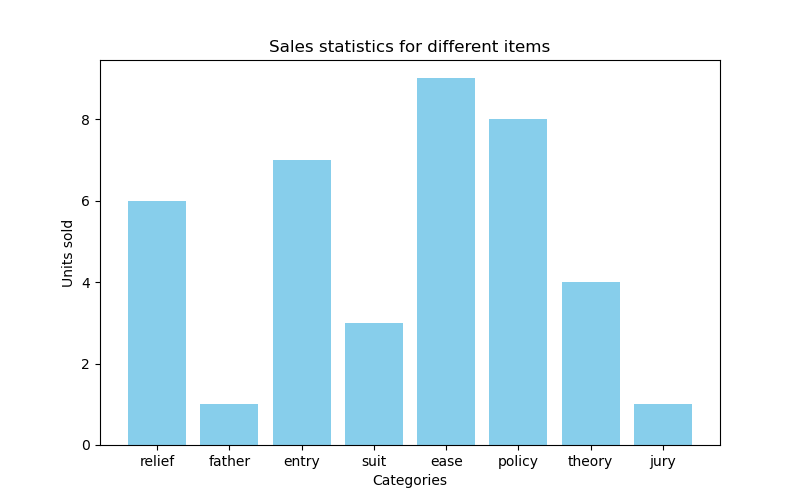 Sales statistics for different items
Units sold
8
6
4
2
0
relief father entry suit ease policy theory jury
Categories